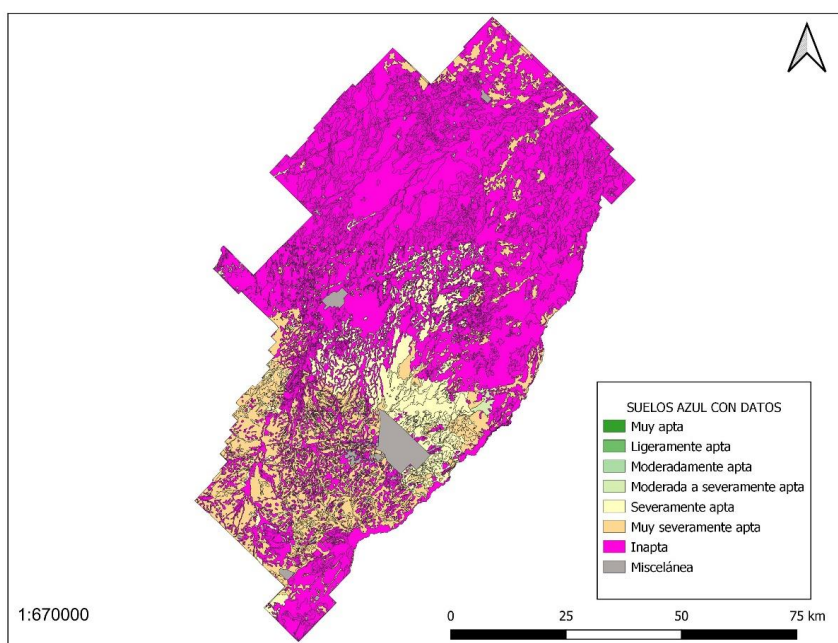 SUELOS AZUL CON DATOS
Muy apta
Ligeramente apta
Moderadamente apta
Moderada a severamente apta
Severamente apta
Muy severamente apta
Inapta
Miscelánea
1:670000
0 25 50 75 km